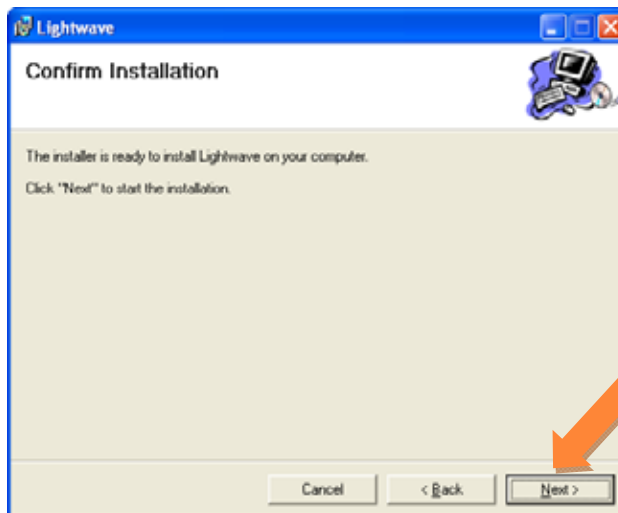 Lightwave
Confirm Installation
The installer is ready to install Lightwave on your computer.
Click "Next" to start the installation.
Cancel
< Back
Next >